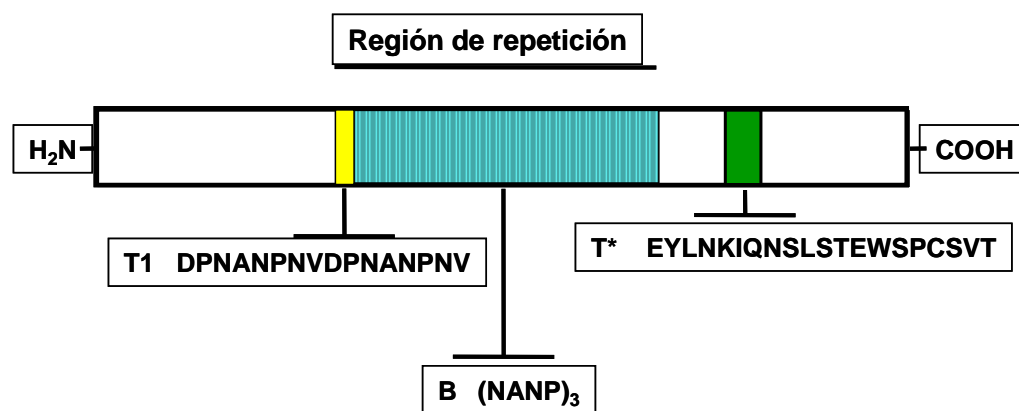 Región de repetición
H₂N
COOH
T1 DPNANPNVDPNANPNV
T* EYLNKIQNSLSTEWSPCSVT
B (NANP)₃